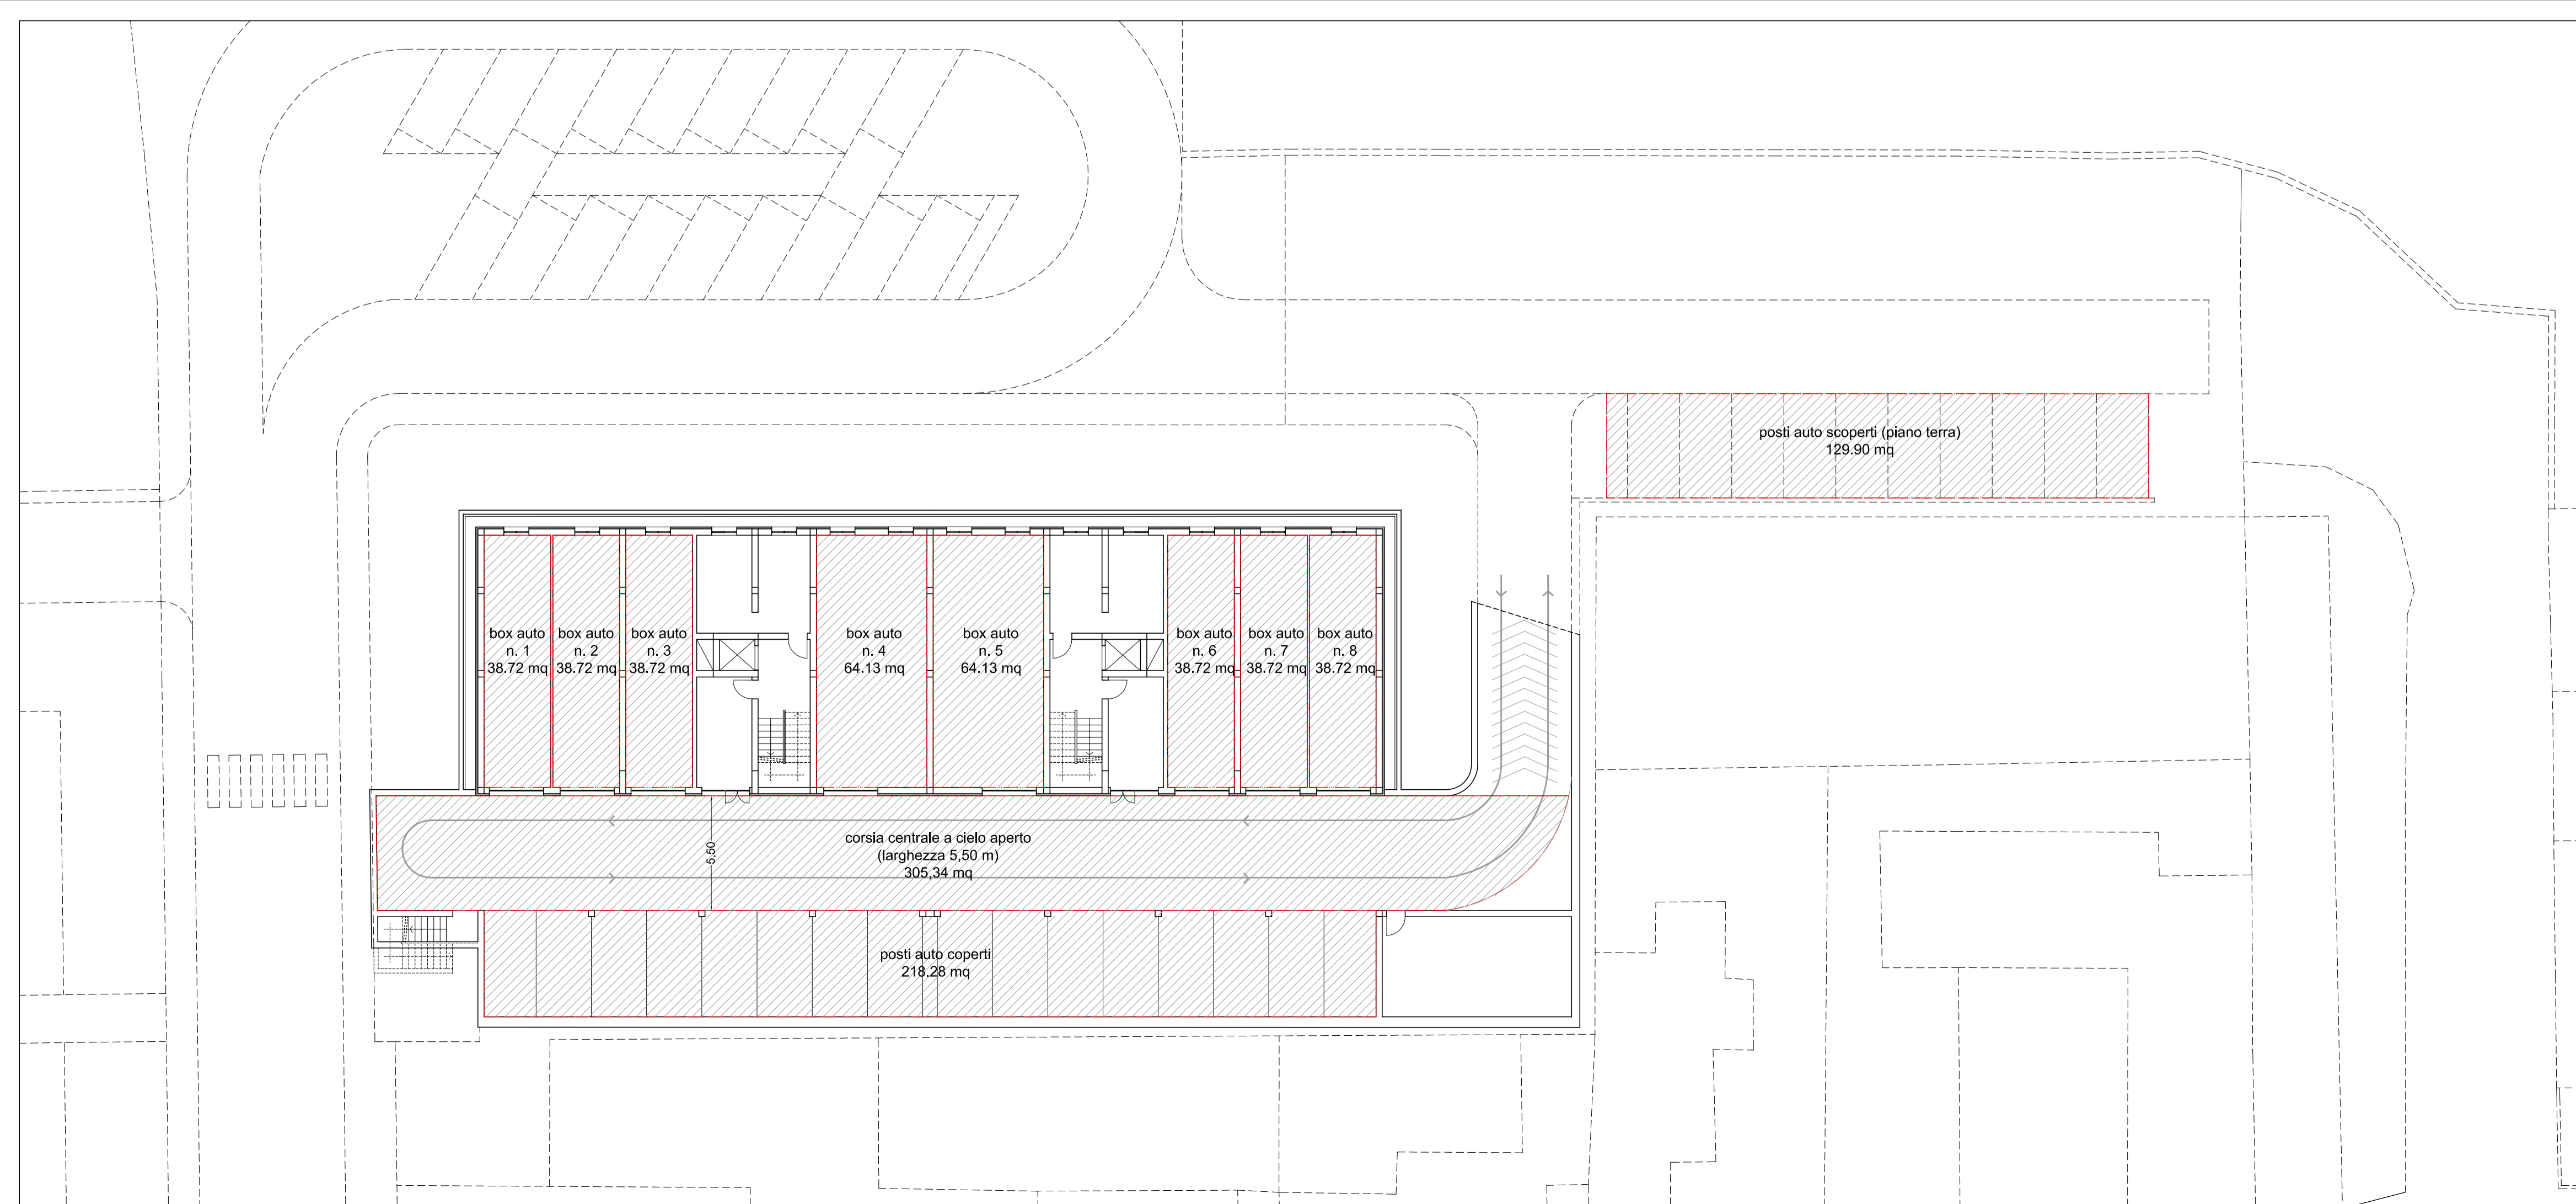 posti auto scoperti (piano terra)
129.90 mq
box auto
n. 1
38.72 mq
box auto
n. 2
38.72 mq
box auto
n. 3
38.72 mq
box auto
n. 4
64.13 mq
box auto
n. 5
64.13 mq
box auto
n. 6
38.72 mq
box auto
n. 7
38.72 mq
box auto
n. 8
38.72 mq
5,50
corsia centrale a cielo aperto
(larghezza 5,50 m)
305,34 mq
posti auto coperti
218.28 mq